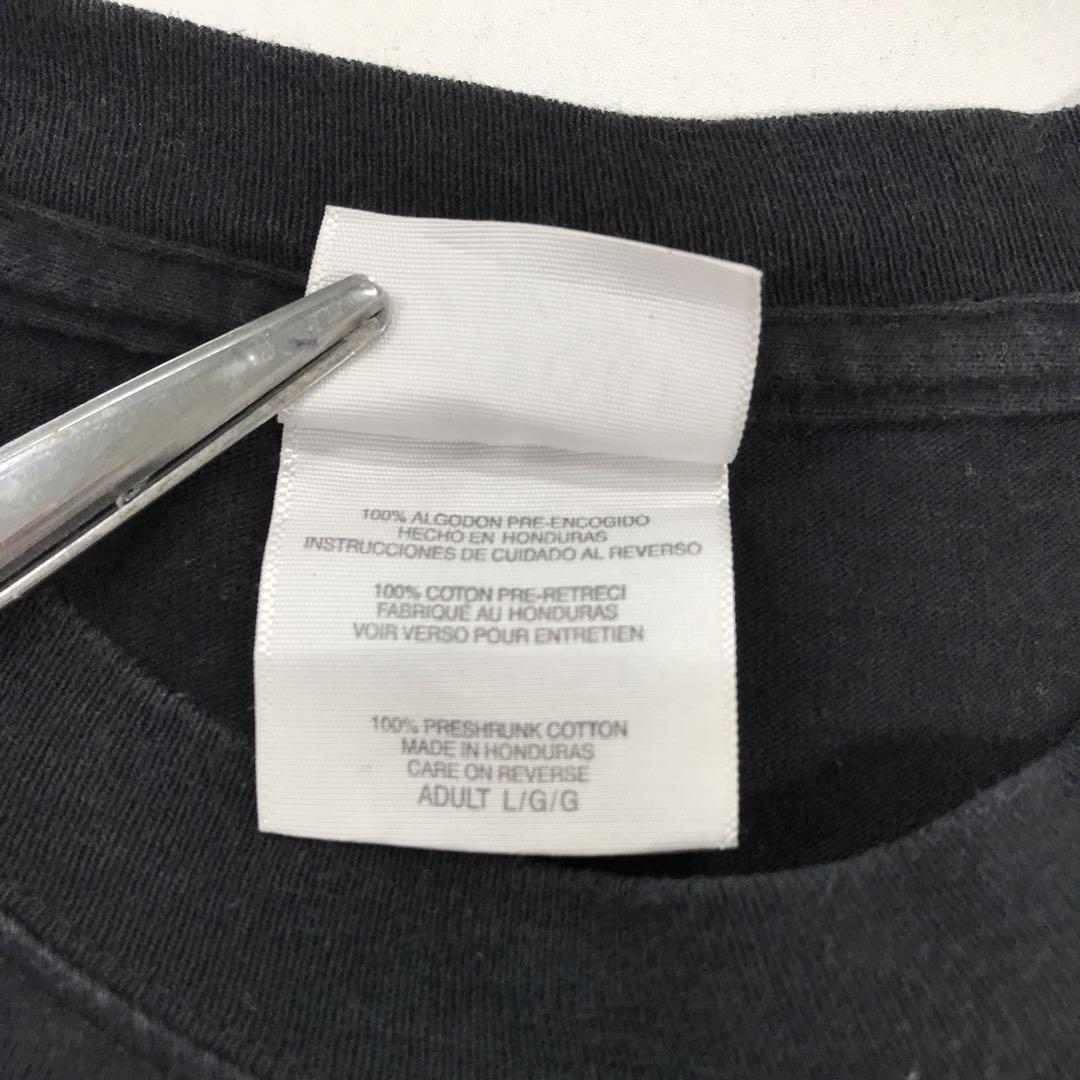 100% ALGODON PRE-ENCOGIDO
HECHO EN HONDURAS
INSTRUCCIONES DE CUIDADO AL REVERSO
100% COTON PRE-RETRECI
FABRIQUE AU HONDURAS
VOIR VERSO POUR ENTRETIEN
100% PRESHRUNK COTTON
MADE IN HONDURAS
CARE ON REVERSE
ADULT L/G/G